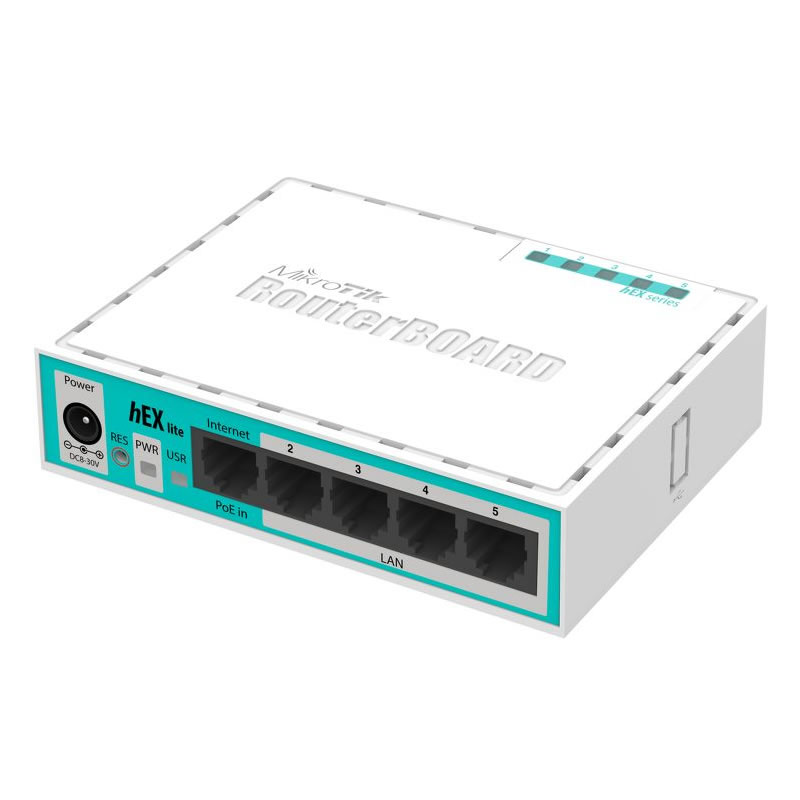 MikroTik
RouterBOARD
1 2 3 4 5
hEX series
Power
DC8-30V
RES
PWR
USR
hEX lite
Internet
PoE in
2 3 4 5
LAN